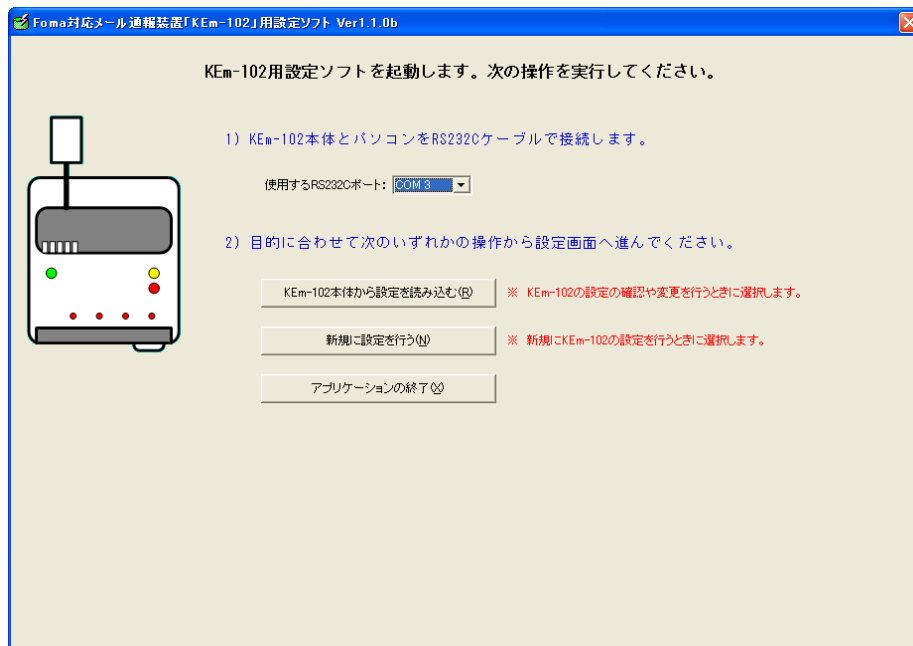 Foma対応メール通報装置「KEm-102」用設定ソフト Ver1.1.0b
KEm-102用設定ソフトを起動します。次の操作を実行してください。
1) KEm-102本体とパソコンをRS232Cケーブルで接続します。
使用するRS232Cポート: COM 3
2) 目的に合わせて次のいずれかの操作から設定画面へ進んでください。
KEm-102本体から設定を読み込む(R) ※ KEm-102の設定の確認や変更を行うときに選択します。
新規に設定を行う(N) ※ 新規にKEm-102の設定を行うときに選択します。
アプリケーションの終了(X)